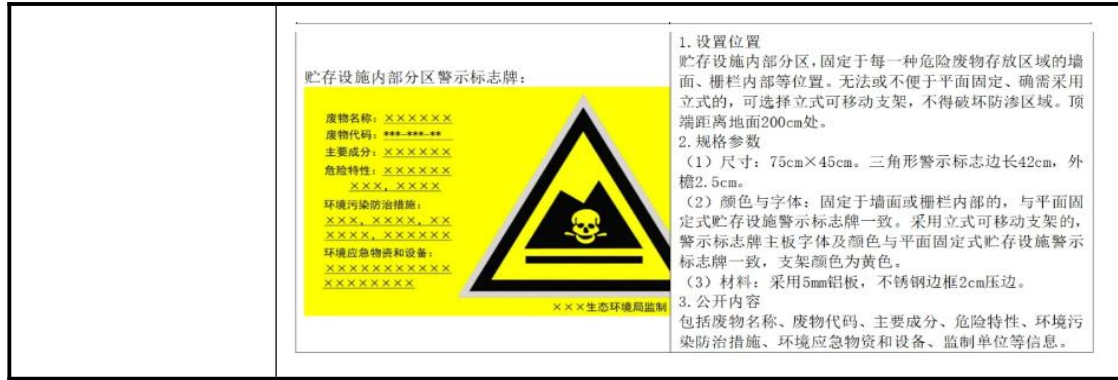 贮存设施内部分区警示标志牌：
废物名称：××××××
废物代码：***-***-**
主要成分：××××××
危险特性：××××××
×××，××××
环境污染防治措施：
×××，××××，××
××××，××××××
环境应急物资和设备：
×××××××××××
××××××××
×××生态环境局监制
1.设置位置
贮存设施内部分区，固定于每一种危险废物存放区域的墙
面、栅栏内部等位置。无法或不便于平面固定、确需采用
立式的，可选择立式可移动支架，不得破坏防渗区域。顶
端距离地面200cm处。
2.规格参数
（1）尺寸：75cm×45cm。三角形警示标志边长42cm，外
檐2.5cm。
（2）颜色与字体：固定于墙面或栅栏内部的，与平面固
定式贮存设施警示标志牌一致。采用立式可移动支架的，
警示标志牌主板字体及颜色与平面固定式贮存设施警示
标志牌一致，支架颜色为黄色。
（3）材料：采用5mm铝板，不锈钢边框2cm压边。
3.公开内容
包括废物名称、废物代码、主要成分、危险特性、环境污
染防治措施、环境应急物资和设备、监制单位等信息。